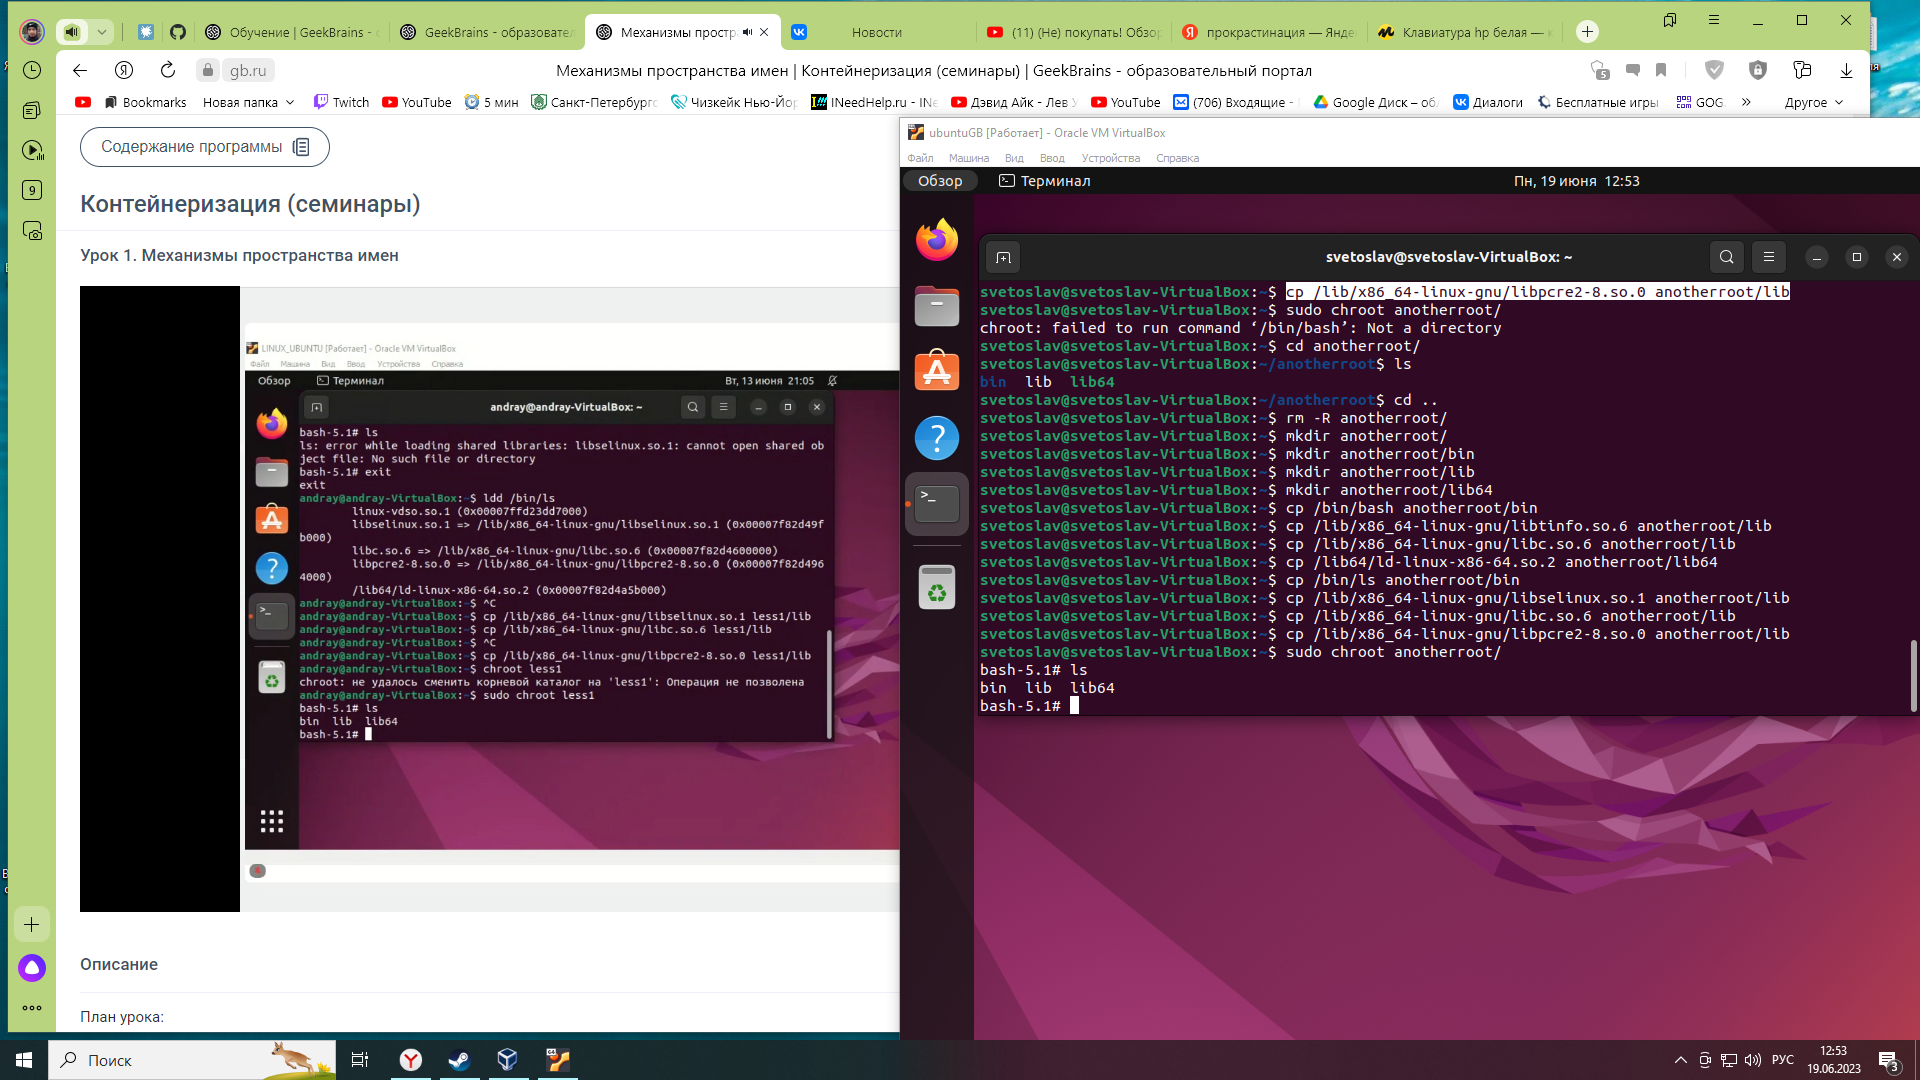 Обучение | GeekBrains -
GeekBrains - образовател
Механизмы простра
Новости
(11) (Не) покупать! Обзор
прокрастинация — Янде
Клавиатура hp белая —
gb.ru
Механизмы пространства имен | Контейнеризация (семинары) | GeekBrains - образовательный портал
5
Bookmarks
Новая папка
Twitch
YouTube
5 мин
Санкт-Петербург
Чизкейк Нью-Йор
INeedHelp.ru - INe
Дэвид Айк - Лев
YouTube
(706) Входящие -
Google Диск – об
Диалоги
Бесплатные игры
GOG.
Другое
9
Содержание программы
Контейнеризация (семинары)
Урок 1. Механизмы пространства имен
LINUX_UBUNTU [Работает] - Oracle VM VirtualBox
Файл Машина Вид Ввод Устройства Справка
Обзор Терминал Вт, 13 июня 21:05
andray@andray-VirtualBox: ~
bash-5.1# ls
ls: error while loading shared libraries: libselinux.so.1: cannot open shared ob
ject file: No such file or directory
bash-5.1# exit
exit
andray@andray-VirtualBox:~$ ldd /bin/ls
linux-vdso.so.1 (0x00007ffd23dd7000)
libselinux.so.1 => /lib/x86_64-linux-gnu/libselinux.so.1 (0x00007f82d49f
b000)
libc.so.6 => /lib/x86_64-linux-gnu/libc.so.6 (0x00007f82d4600000)
libpcre2-8.so.0 => /lib/x86_64-linux-gnu/libpcre2-8.so.0 (0x00007f82d496
4000)
/lib64/ld-linux-x86-64.so.2 (0x00007f82d4a5b000)
andray@andray-VirtualBox:~$ ^C
andray@andray-VirtualBox:~$ cp /lib/x86_64-linux-gnu/libselinux.so.1 less1/lib
andray@andray-VirtualBox:~$ cp /lib/x86_64-linux-gnu/libc.so.6 less1/lib
andray@andray-VirtualBox:~$ ^C
andray@andray-VirtualBox:~$ cp /lib/x86_64-linux-gnu/libpcre2-8.so.0 less1/lib
andray@andray-VirtualBox:~$ chroot less1
chroot: не удалось сменить корневой каталог на 'less1': Операция не позволена
andray@andray-VirtualBox:~$ sudo chroot less1
bash-5.1# ls
bin lib lib64
bash-5.1#
Описание
План урока:
ubuntuGB [Работает] - Oracle VM VirtualBox
Файл Машина Вид Ввод Устройства Справка
Обзор Терминал Пн, 19 июня 12:53
svetoslav@svetoslav-VirtualBox: ~
svetoslav@svetoslav-VirtualBox:~$ cp /lib/x86_64-linux-gnu/libpcre2-8.so.0 anotherroot/lib
svetoslav@svetoslav-VirtualBox:~$ sudo chroot anotherroot/
chroot: failed to run command ‘/bin/bash’: Not a directory
svetoslav@svetoslav-VirtualBox:~$ cd anotherroot/
svetoslav@svetoslav-VirtualBox:~/anotherroot$ ls
bin lib lib64
svetoslav@svetoslav-VirtualBox:~/anotherroot$ cd ..
svetoslav@svetoslav-VirtualBox:~$ rm -R anotherroot/
svetoslav@svetoslav-VirtualBox:~$ mkdir anotherroot/
svetoslav@svetoslav-VirtualBox:~$ mkdir anotherroot/bin
svetoslav@svetoslav-VirtualBox:~$ mkdir anotherroot/lib
svetoslav@svetoslav-VirtualBox:~$ mkdir anotherroot/lib64
svetoslav@svetoslav-VirtualBox:~$ cp /bin/bash anotherroot/bin
svetoslav@svetoslav-VirtualBox:~$ cp /lib/x86_64-linux-gnu/libtinfo.so.6 anotherroot/lib
svetoslav@svetoslav-VirtualBox:~$ cp /lib/x86_64-linux-gnu/libc.so.6 anotherroot/lib
svetoslav@svetoslav-VirtualBox:~$ cp /lib64/ld-linux-x86-64.so.2 anotherroot/lib64
svetoslav@svetoslav-VirtualBox:~$ cp /bin/ls anotherroot/bin
svetoslav@svetoslav-VirtualBox:~$ cp /lib/x86_64-linux-gnu/libselinux.so.1 anotherroot/lib
svetoslav@svetoslav-VirtualBox:~$ cp /lib/x86_64-linux-gnu/libc.so.6 anotherroot/lib
svetoslav@svetoslav-VirtualBox:~$ cp /lib/x86_64-linux-gnu/libpcre2-8.so.0 anotherroot/lib
svetoslav@svetoslav-VirtualBox:~$ sudo chroot anotherroot/
bash-5.1# ls
bin lib lib64
bash-5.1#
Поиск
РУС
12:53
19.06.2023
3